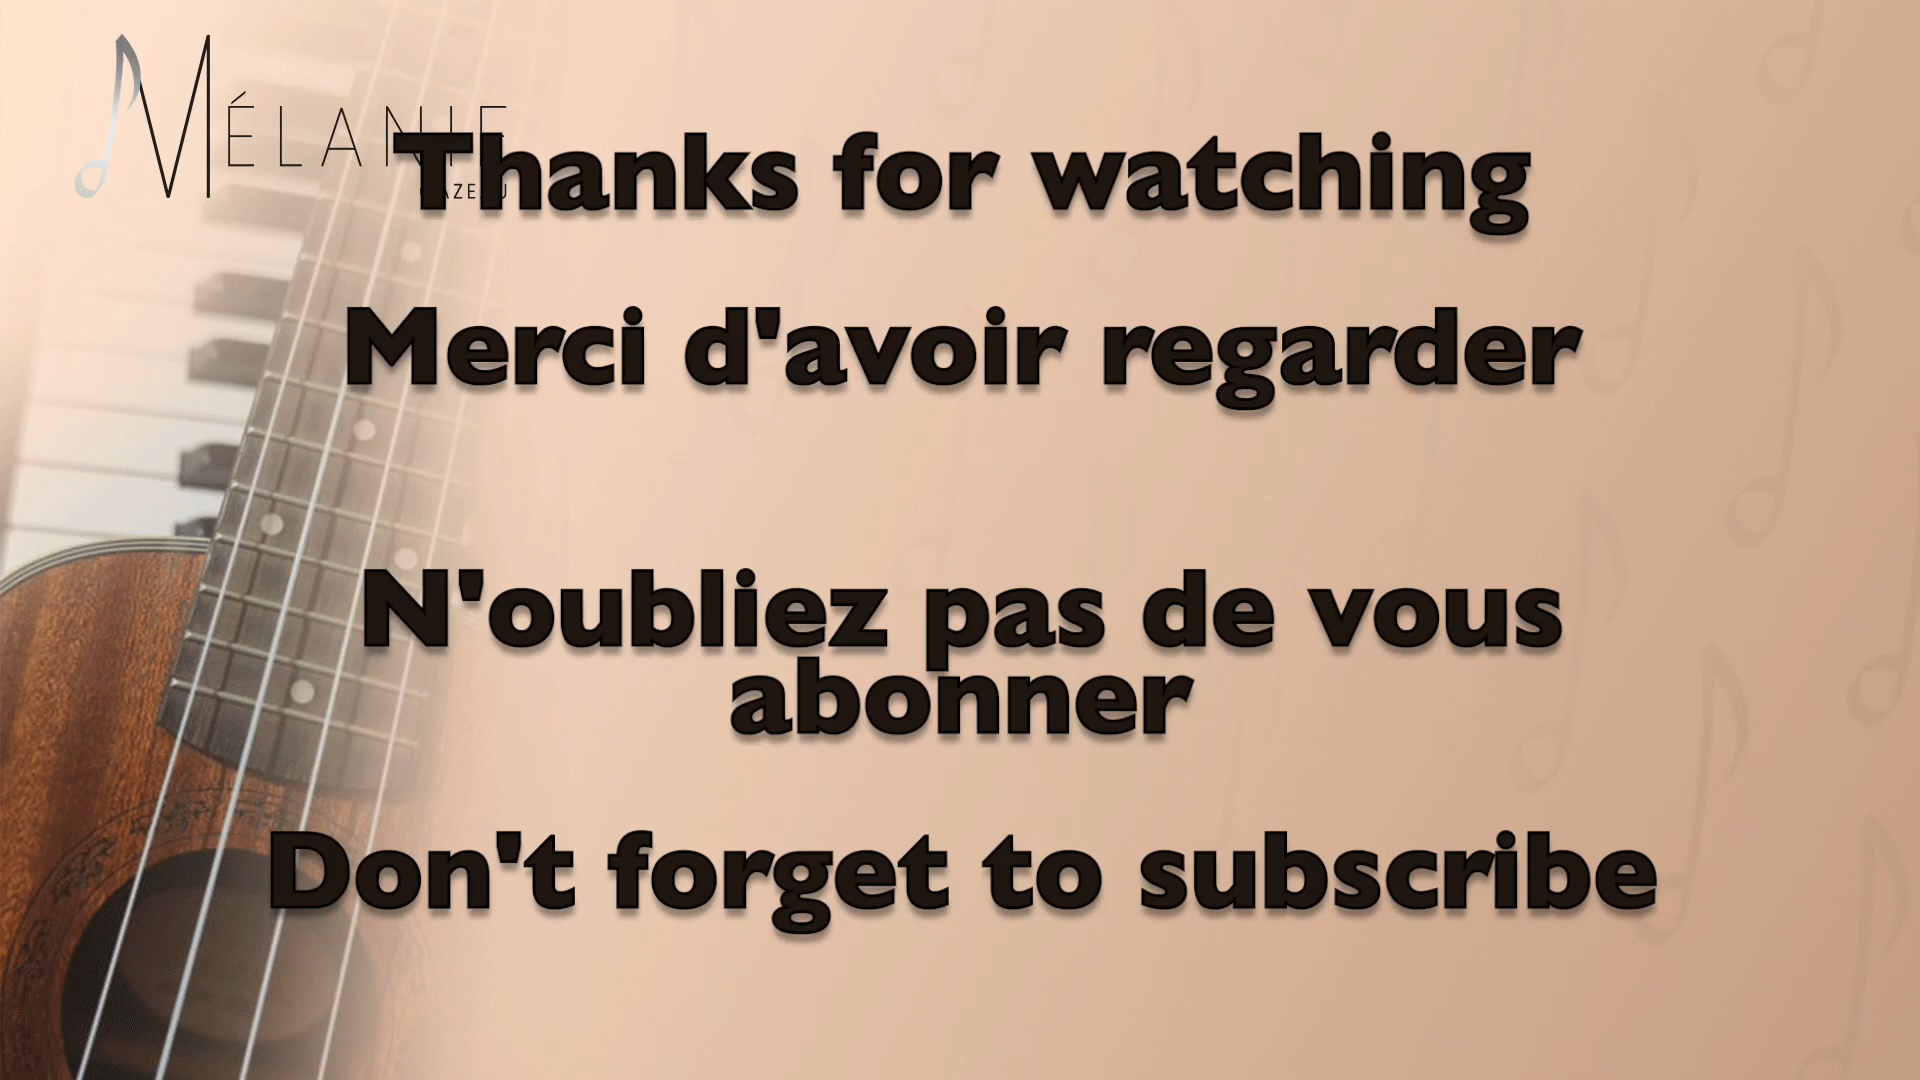 MÉLANIE
Thanks for watching
Merci d'avoir regarder
N'oubliez pas de vous
abonner
Don't forget to subscribe